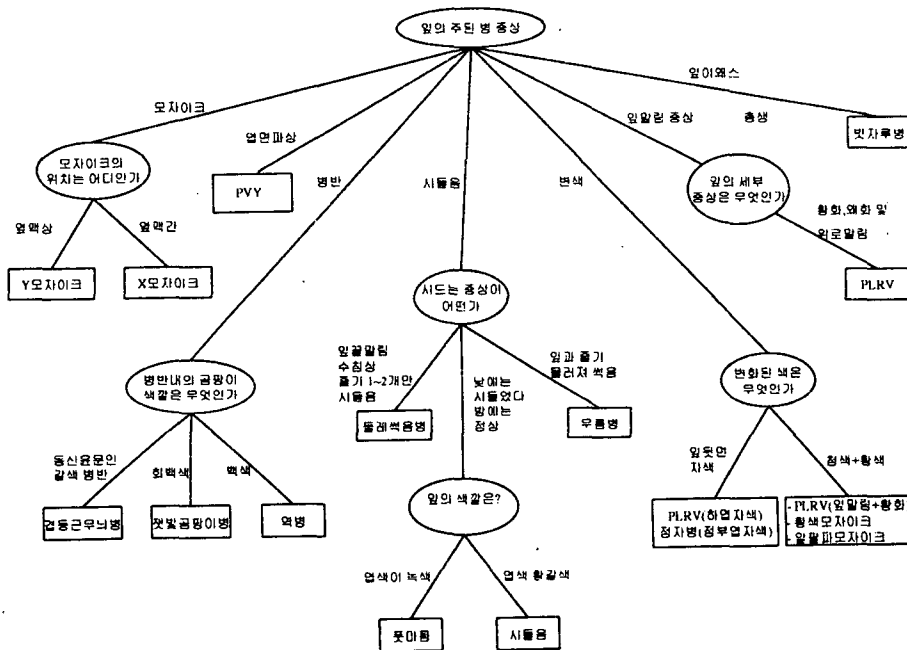 잎의 주된 병 증상
모자이크
엽면파상
병반
시들음
변색
잎말림 증상
총생
잎이왜소
모자이크의
위치는 어디인가
PVY
잎의 세부
증상은 무엇인가
빗자루병
엽맥상
엽맥간
황화,왜화 및
위로말림
Y모자이크
X모자이크
PLRV
시드는 증상이
어떤가
병반내의 곰팡이
색깔은 무엇인가
잎끝말림
수침상
줄기 1~2개만
시들음
낮에는
시들었다
밤에는
정상
잎과 줄기
물러져 썩음
변화된 색은
무엇인가
둘레썩음병
무름병
동심윤문인
갈색 병반
회백색
백색
잎뒷면
자색
황색
겹둥근무늬병
잿빛곰팡이병
역병
잎의 색깔은?
PLRV(하엽자색)
정자병(정부엽자색)
- PLRV(잎말림+황화)
- 황색모자이크
- 알팔파모자이크
엽색이 녹색
엽색 황갈색
풋마름
시들음